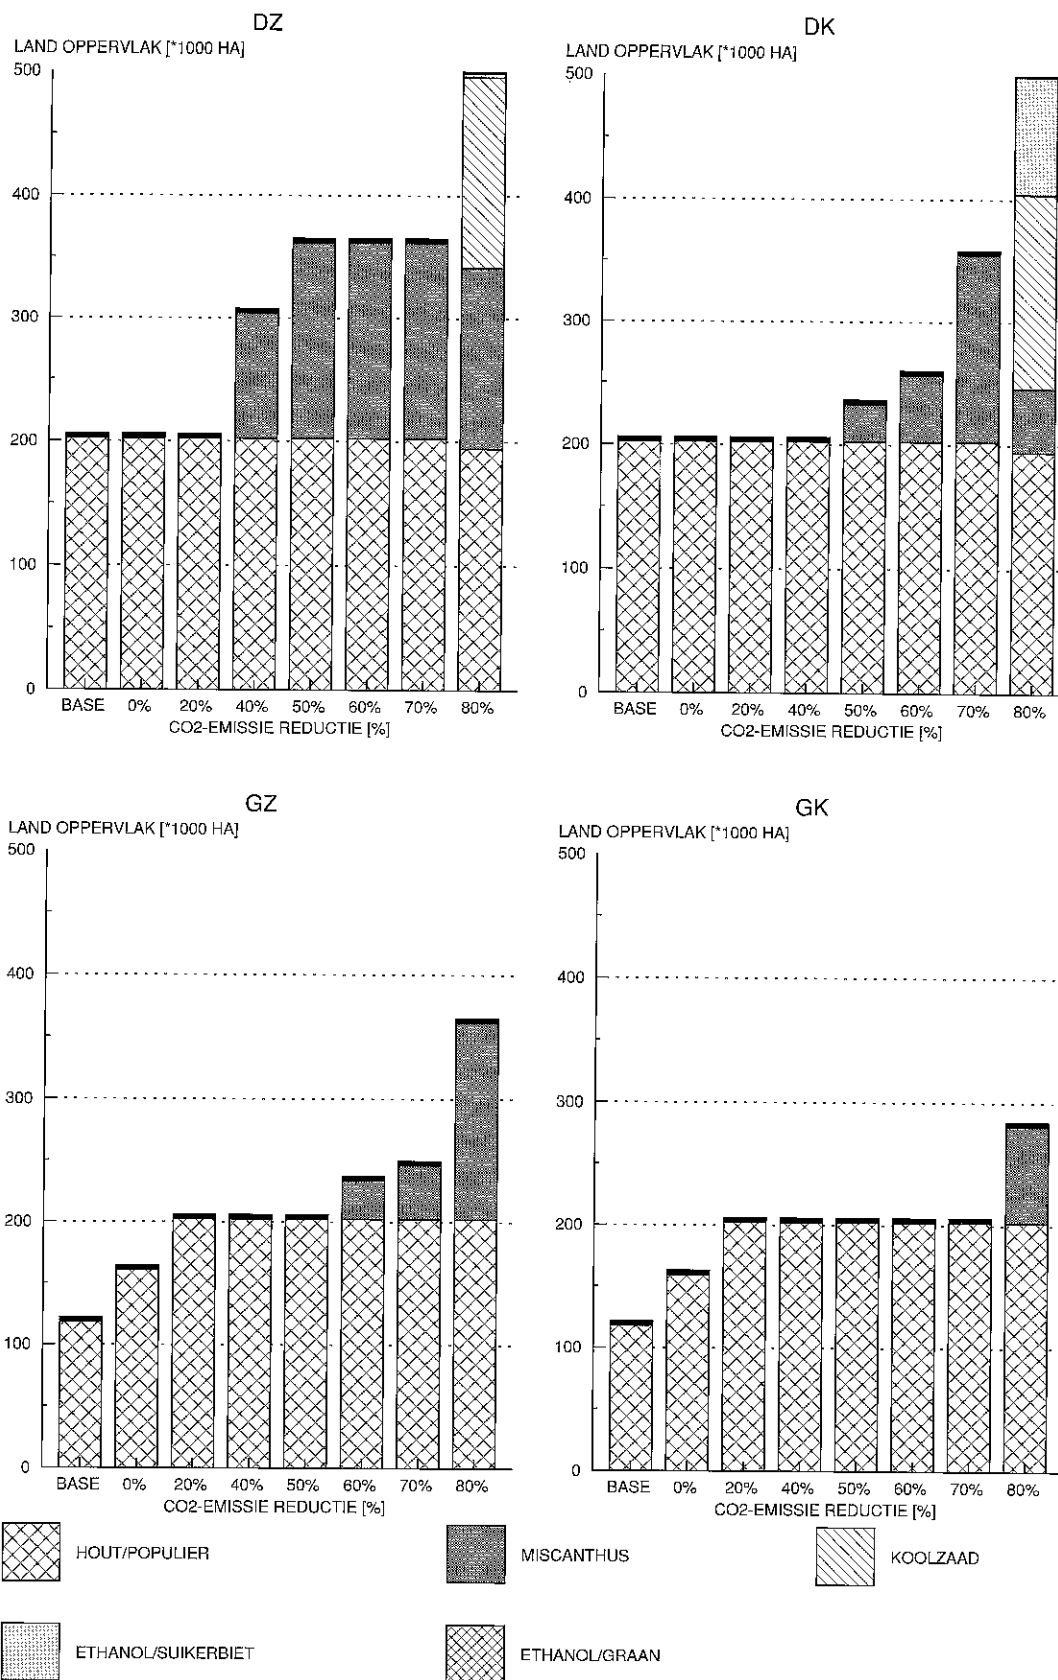 DZ
LAND OPPERVLAK [*1000 HA]
500
400
300
200
100
0
BASE 0% 20% 40% 50% 60% 70% 80%
CO2-EMISSIE REDUCTIE [%]
DK
LAND OPPERVLAK [*1000 HA]
500
400
300
200
100
0
BASE 0% 20% 40% 50% 60% 70% 80%
CO2-EMISSIE REDUCTIE [%]
GZ
LAND OPPERVLAK [*1000 HA]
500
400
300
200
100
0
BASE 0% 20% 40% 50% 60% 70% 80%
CO2-EMISSIE REDUCTIE [%]
GK
LAND OPPERVLAK [*1000 HA]
500
400
300
200
100
0
BASE 0% 20% 40% 50% 60% 70% 80%
CO2-EMISSIE REDUCTIE [%]
HOUT/POPULIER
MISCANTHUS
KOOLZAAD
ETHANOL/SUIKERBIET
ETHANOL/GRAAN